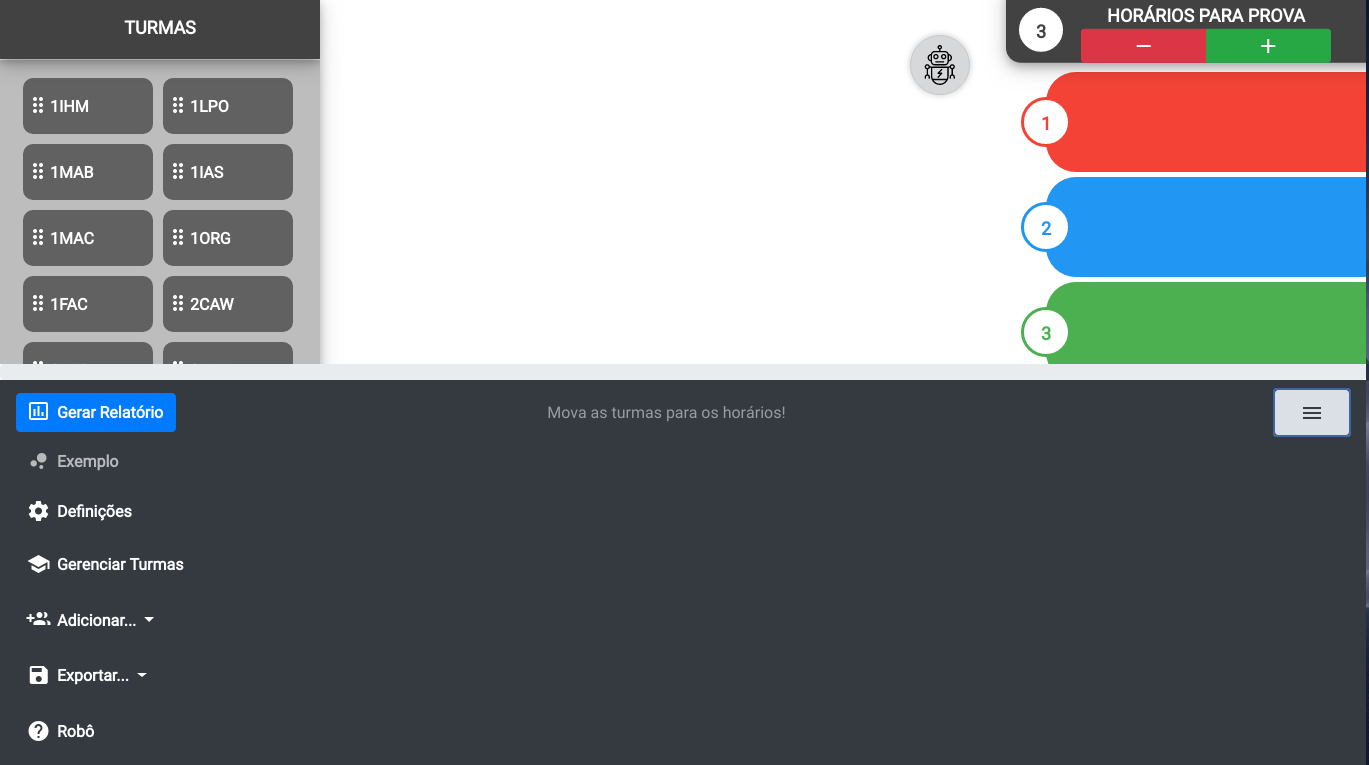 TURMAS
1IHM
1LPO
1MAB
1IAS
1MAC
1ORG
1FAC
2CAW
3
HORÁRIOS PARA PROVA
− +
1
2
3
Gerar Relatório
Mova as turmas para os horários!
Exemplo
Definições
Gerenciar Turmas
Adicionar...
Exportar...
Robô